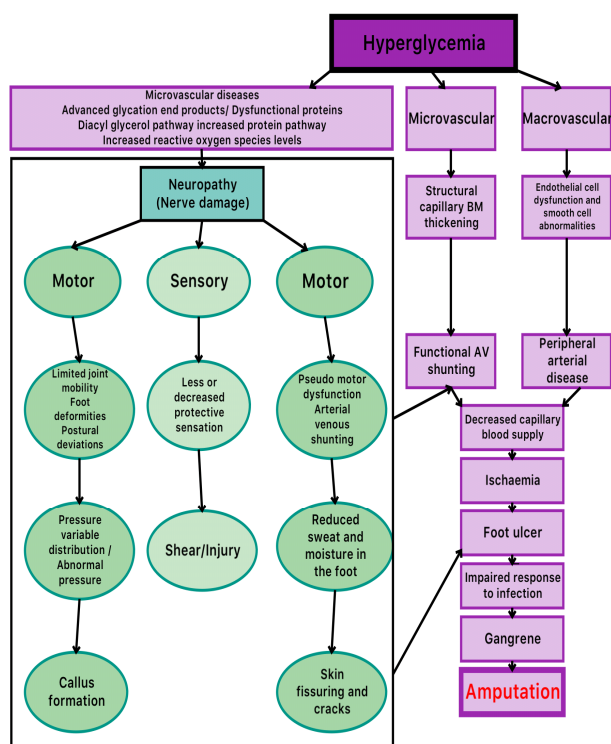 Hyperglycemia
Microvascular diseases
Advanced glycation end products/ Dysfunctional proteins
Diacyl glycerol pathway increased protein pathway
Increased reactive oxygen species levels
Microvascular
Macrovascular
Neuropathy
(Nerve damage)
Structural
capillary BM
thickening
Endothelial cell
dysfunction and
smooth cell
abnormalities
Motor
Sensory
Motor
Limited joint
mobility
Foot
deformities
Postural
deviations
Less or
decreased
protective
sensation
Pseudo motor
dysfunction
Arterial
venous
shunting
Functional AV
shunting
Peripheral
arterial
disease
Decreased capillary
blood supply
Ischaemia
Pressure
variable
distribution /
Abnormal
pressure
Shear/Injury
Reduced
sweat and
moisture in
the foot
Foot ulcer
Impaired response
to infection
Gangrene
Callus
formation
Skin
fissuring and
cracks
Amputation